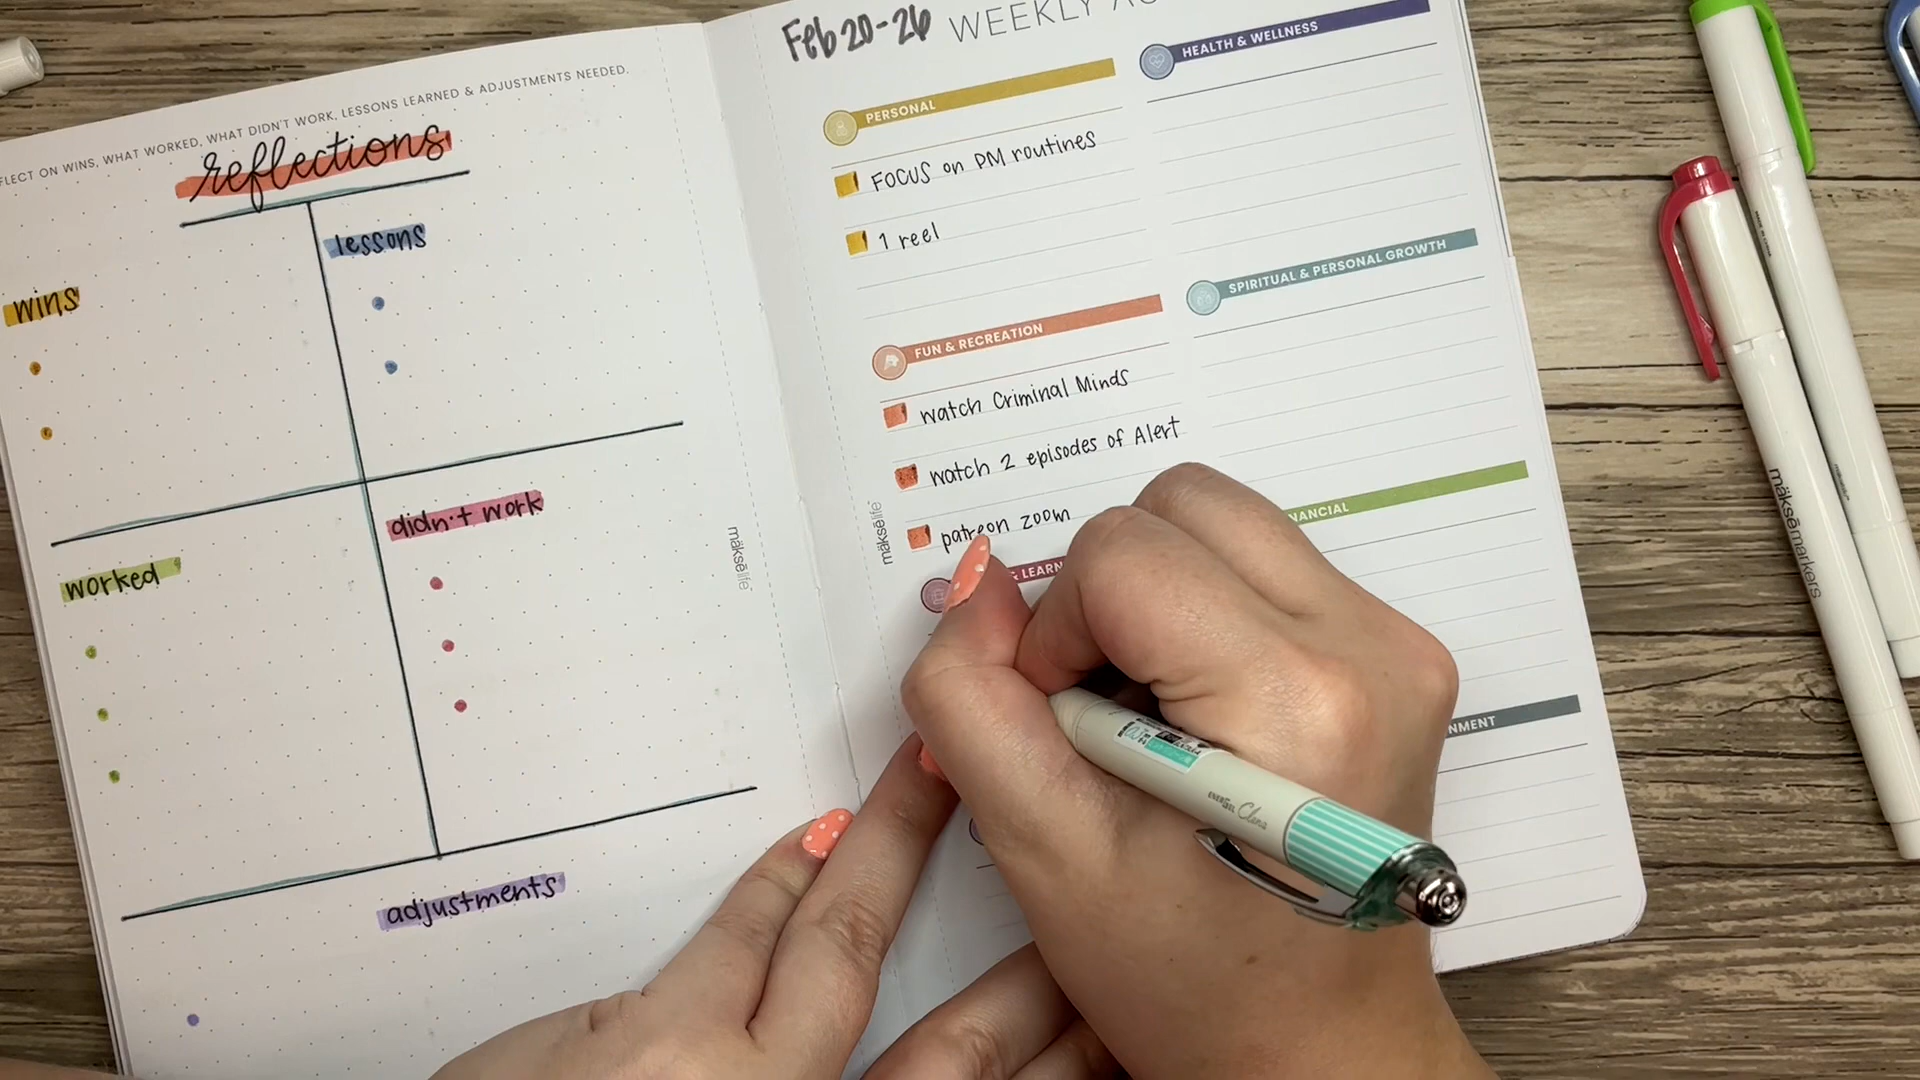 REFLECT ON WINS, WHAT WORKED, WHAT DIDN'T WORK, LESSONS LEARNED & ADJUSTMENTS NEEDED.
reflections
wins
lessons
worked
didn't work
adjustments
mäksēlife
Feb 20-26 WEEKLY
PERSONAL
FOCUS on PM routines
1 reel
FUN & RECREATION
watch Criminal Minds
watch 2 episodes of Alert
patreon zoom
& LEARN
mäksēlife
HEALTH & WELLNESS
SPIRITUAL & PERSONAL GROWTH
NANCIAL
NMENT
ENERGEL Clena
mäksēmarkers